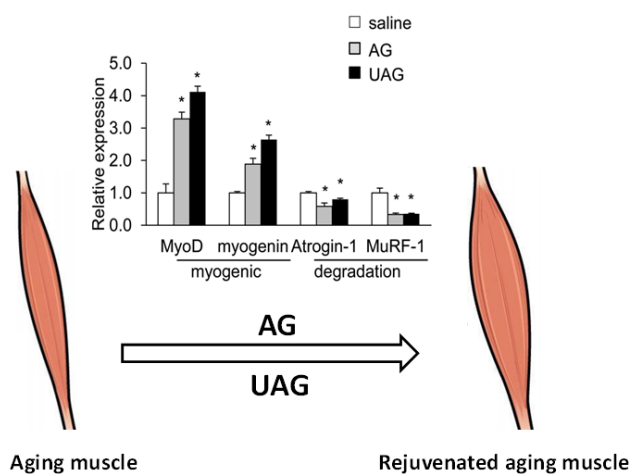 saline
AG
UAG
Relative expression
5.0
4.0
3.0
2.0
1.0
0.0
* * * * * * * *
MyoD myogenin Atrogin-1 MuRF-1
myogenic degradation
AG
UAG
Aging muscle Rejuvenated aging muscle